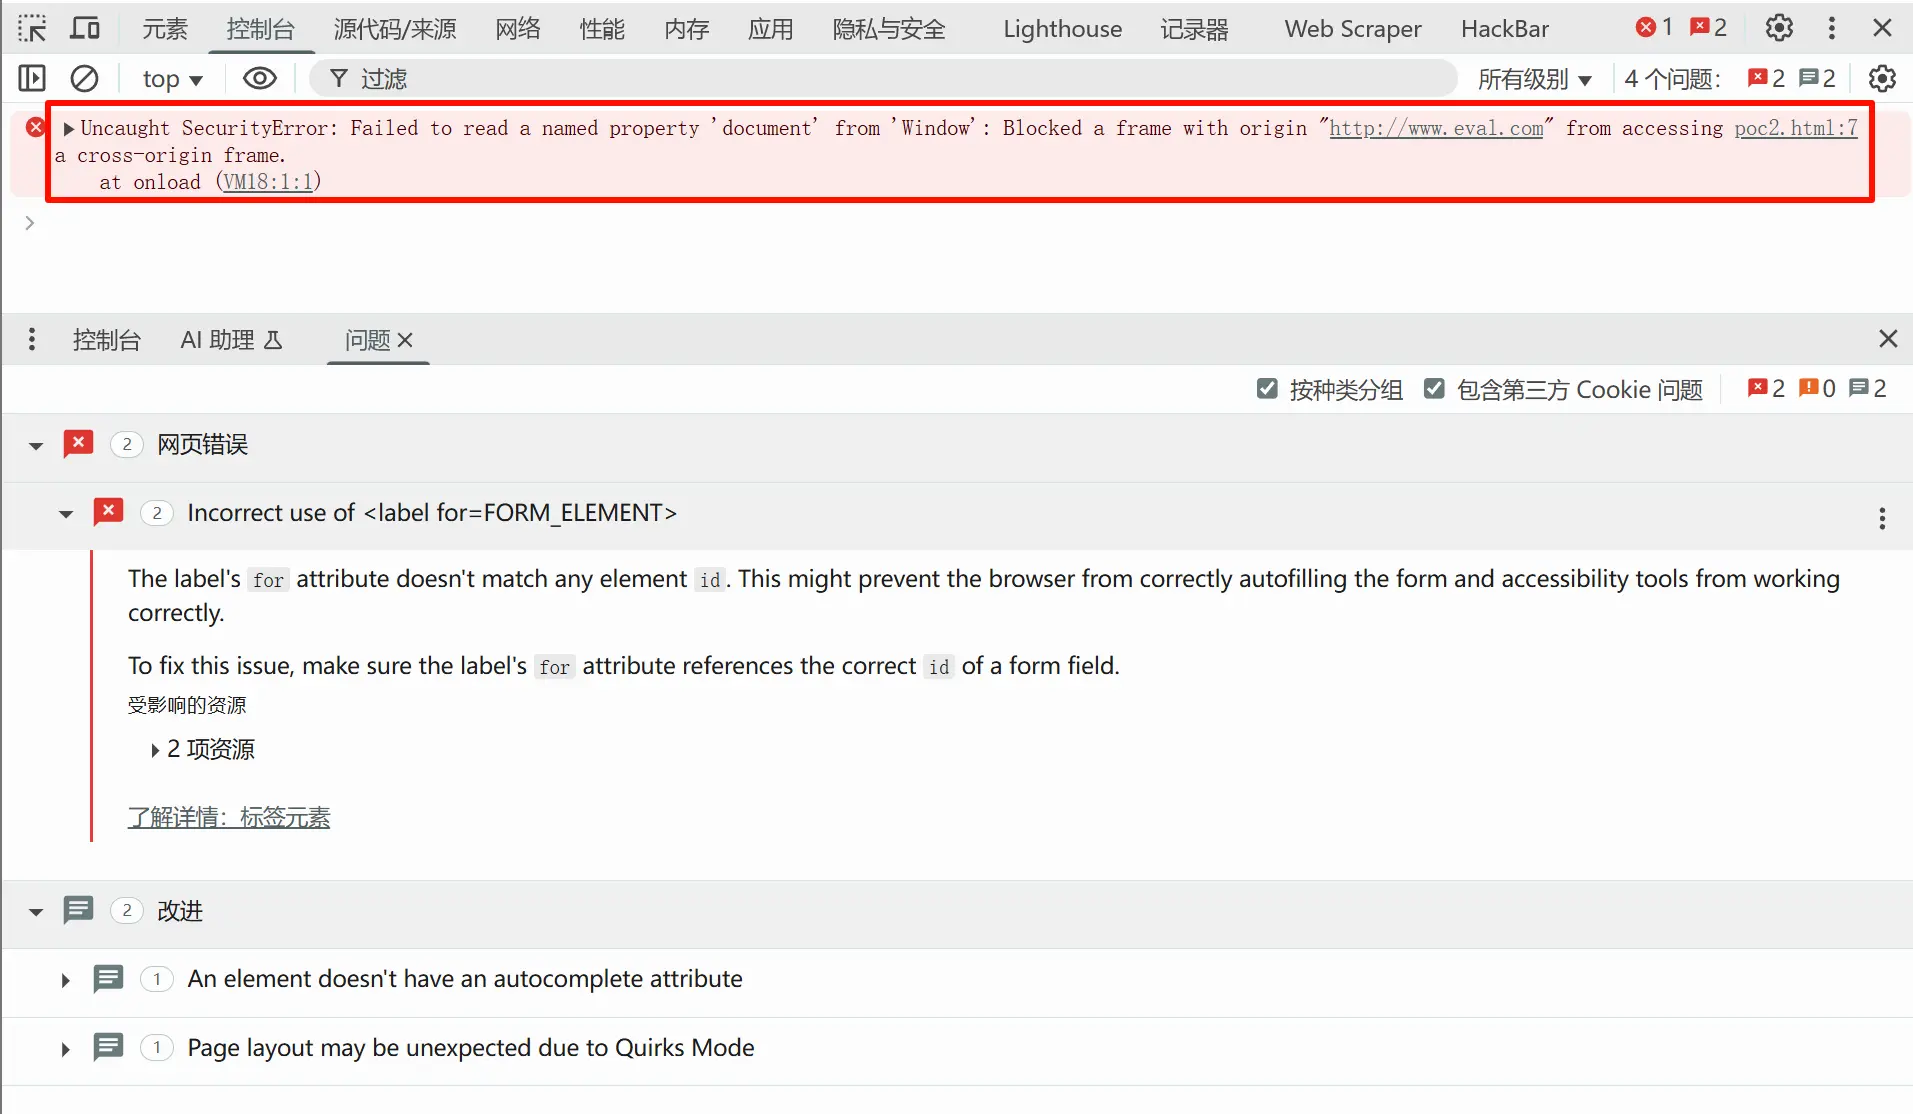 元素 控制台 源代码/来源 网络 性能 内存 应用 隐私与安全 Lighthouse 记录器 Web Scraper HackBar 1 2
top 过滤 所有级别 4 个问题: 2 2
Uncaught SecurityError: Failed to read a named property 'document' from 'Window': Blocked a frame with origin "http://www.eval.com" from accessing poc2.html:7
a cross-origin frame.
at onload (VM18:1:1)
控制台 AI 助理 问题
按种类分组 包含第三方 Cookie 问题 2 0 2
2 网页错误
2 Incorrect use of <label for=FORM_ELEMENT>
The label's for attribute doesn't match any element id. This might prevent the browser from correctly autofilling the form and accessibility tools from working
correctly.
To fix this issue, make sure the label's for attribute references the correct id of a form field.
受影响的资源
2 项资源
了解详情：标签元素
2 改进
1 An element doesn't have an autocomplete attribute
1 Page layout may be unexpected due to Quirks Mode